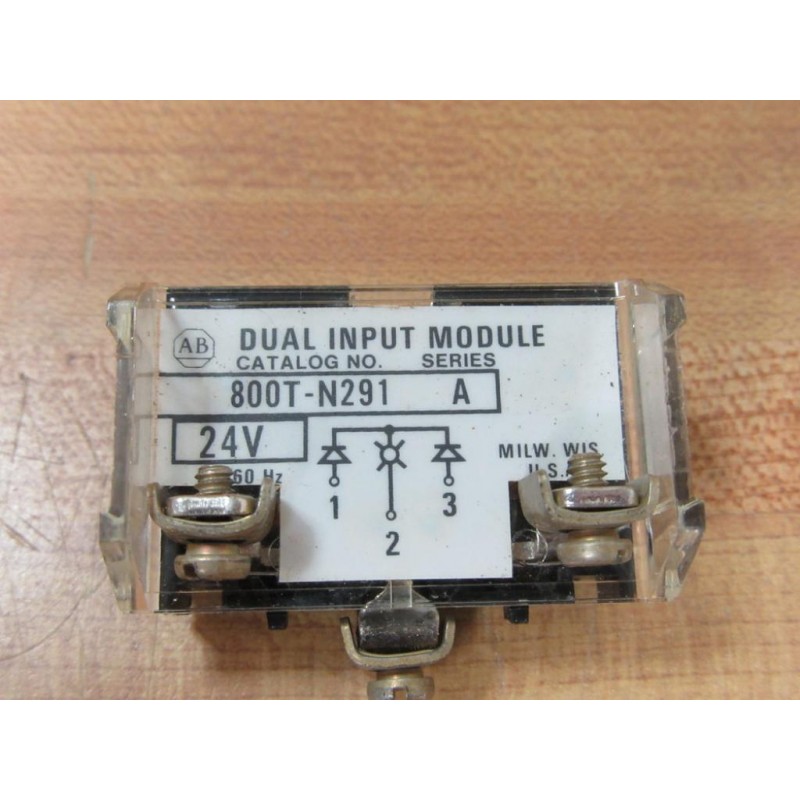 AB DUAL INPUT MODULE
CATALOG NO. SERIES
800T-N291 A
24V
60 Hz
MILW. WIS.
U.S.A
1
3
2